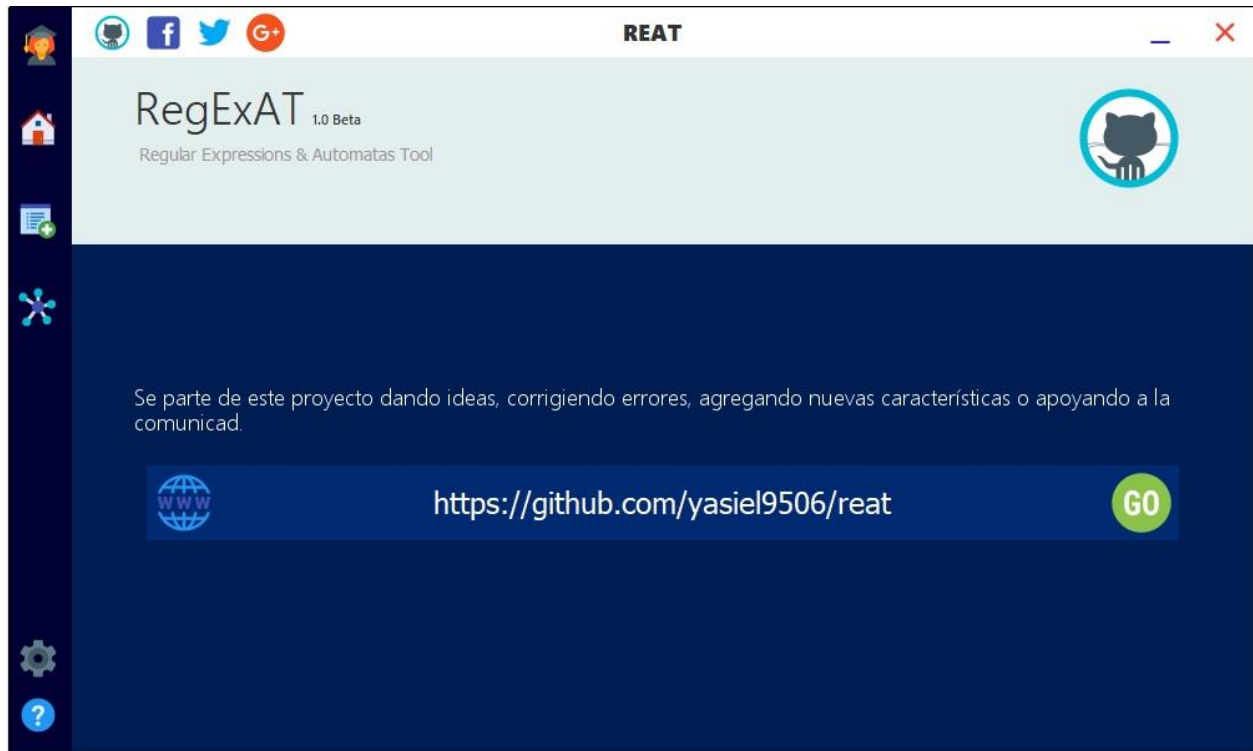 G+
REAT
RegExAT 1.0 Beta
Regular Expressions & Automatas Tool
Se parte de este proyecto dando ideas, corrigiendo errores, agregando nuevas características o apoyando a la
comunicad.
WWW
https://github.com/yasiel9506/reat
GO
?